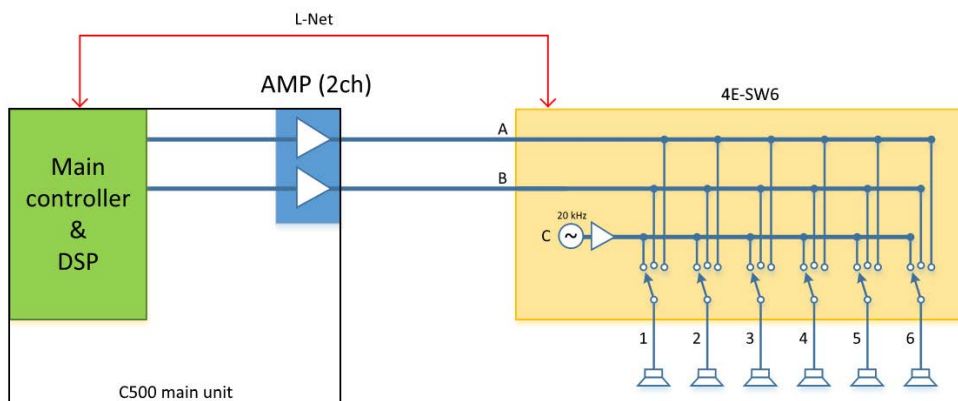 L-Net
AMP (2ch)
4E-SW6
A
Main
controller
&
DSP
B
20 kHz
C
~
1 2 3 4 5 6
C500 main unit